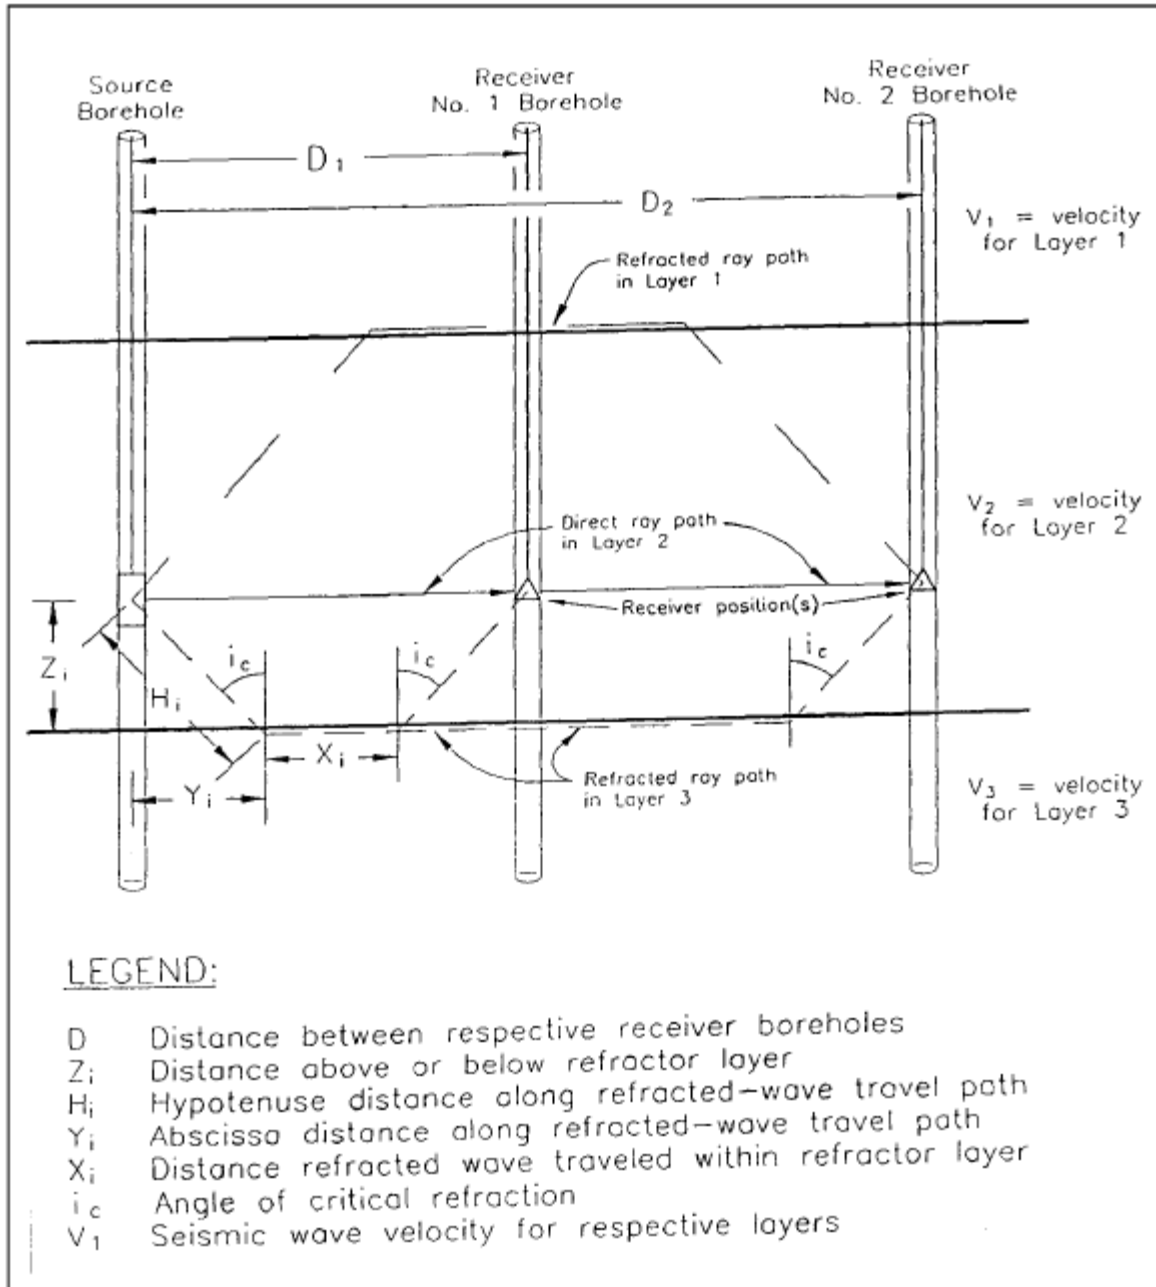 Source
Borehole
Receiver
No. 1 Borehole
Receiver
No. 2 Borehole
D₁
D₂
V₁ = velocity
for Layer 1
Refracted ray path
in Layer 1
Direct ray path
in Layer 2
V₂ = velocity
for Layer 2
Receiver position(s)
Zᵢ
Hᵢ
i_c
i_c
i_c
Xᵢ
Yᵢ
Refracted ray path
in Layer 3
V₃ = velocity
for Layer 3
LEGEND:
D Distance between respective receiver boreholes
Zᵢ Distance above or below refractor layer
Hᵢ Hypotenuse distance along refracted-wave travel path
Yᵢ Abscissa distance along refracted-wave travel path
Xᵢ Distance refracted wave traveled within refractor layer
i_c Angle of critical refraction
V₁ Seismic wave velocity for respective layers